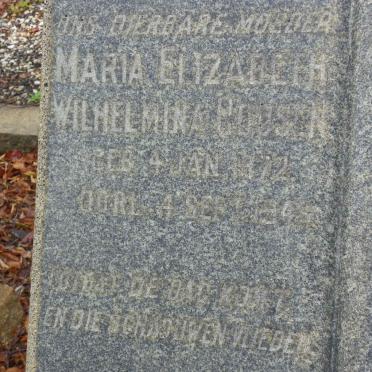 ONS DIERBARE MOEDER
MARIA ELIZABETH
WILHELMINA
GEB. 4 JAN. 1872
OORL. 4 SEPT.
TOTDAT DE DAG KOMT
EN DIE SCHADUWEN VLIEDEN